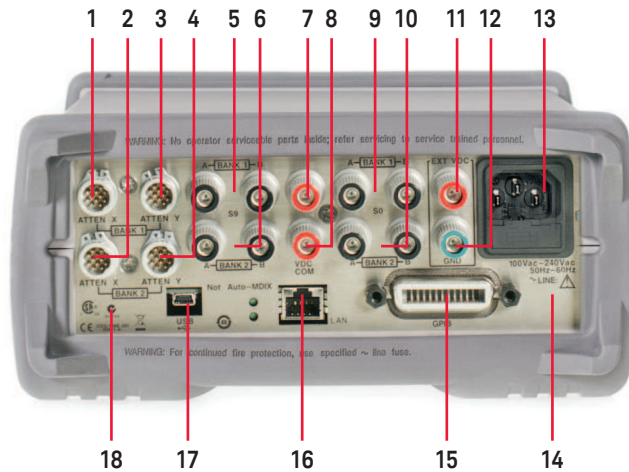 1 2 3 4 5 6 7 8 9 10 11 12 13
WARNING: No operator serviceable parts inside; refer servicing to service trained personnel.
A BANK 1 B
A BANK 1 B
EXT VDC
ATTEN X
ATTEN Y
S9
S0
BANK 1
ATTEN X
ATTEN Y
A BANK 2 B
VDC
COM
A BANK 2 B
GND
100Vac-240Vac
50Hz-60Hz
~LINE:
BANK 2
Not Auto-MDIX
USB
LAN
GPIB
CE
WARNING: For continued fire protection, use specified ~ line fuse.
18 17 16 15 14